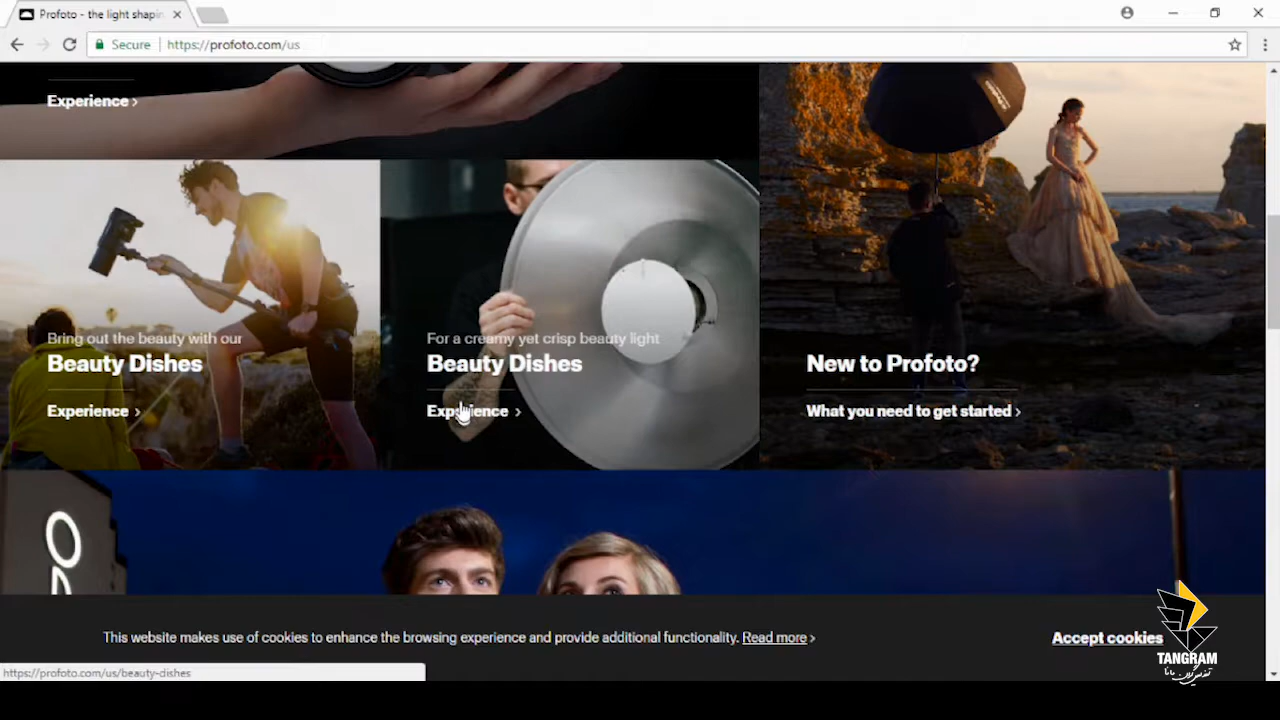 Profoto - the light shapin
Secure
https://profoto.com/us
Experience ›
Bring out the beauty with our
Beauty Dishes
Experience ›
For a creamy yet crisp beauty light
Beauty Dishes
Experience ›
New to Profoto?
What you need to get started ›
This website makes use of cookies to enhance the browsing experience and provide additional functionality. Read more ›
Accept cookies
https://profoto.com/us/beauty-dishes
TANGRAM